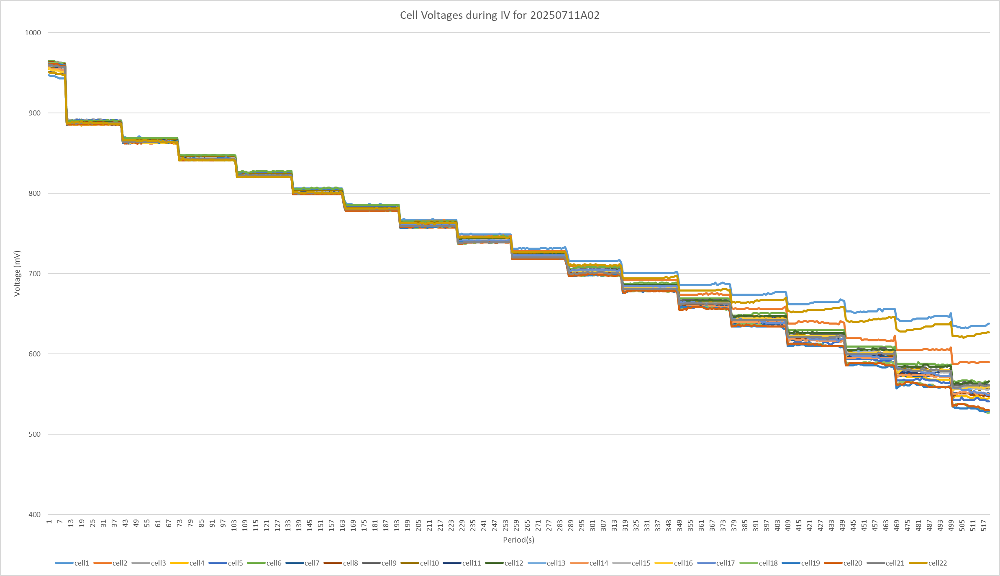 Cell Voltages during IV for 20250711A02
1000
900
800
700
600
500
400
Voltage (mV)
1 7 13 19 25 31 37 43 49 55 61 67 73 79 85 91 97 103 109 115 121 127 133 139 145 151 157 163 169 175 181 187 193 199 205 211 217 223 229 235 241 247 253 259 265 271 277 283 289 295 301 307 313 319 325 331 337 343 349 355 361 367 373 379 385 391 397 403 409 415 421 427 433 439 445 451 457 463 469 475 481 487 493 499 505 511 517
Period(s)
cell1 cell2 cell3 cell4 cell5 cell6 cell7 cell8 cell9 cell10 cell11 cell12 cell13 cell14 cell15 cell16 cell17 cell18 cell19 cell20 cell21 cell22